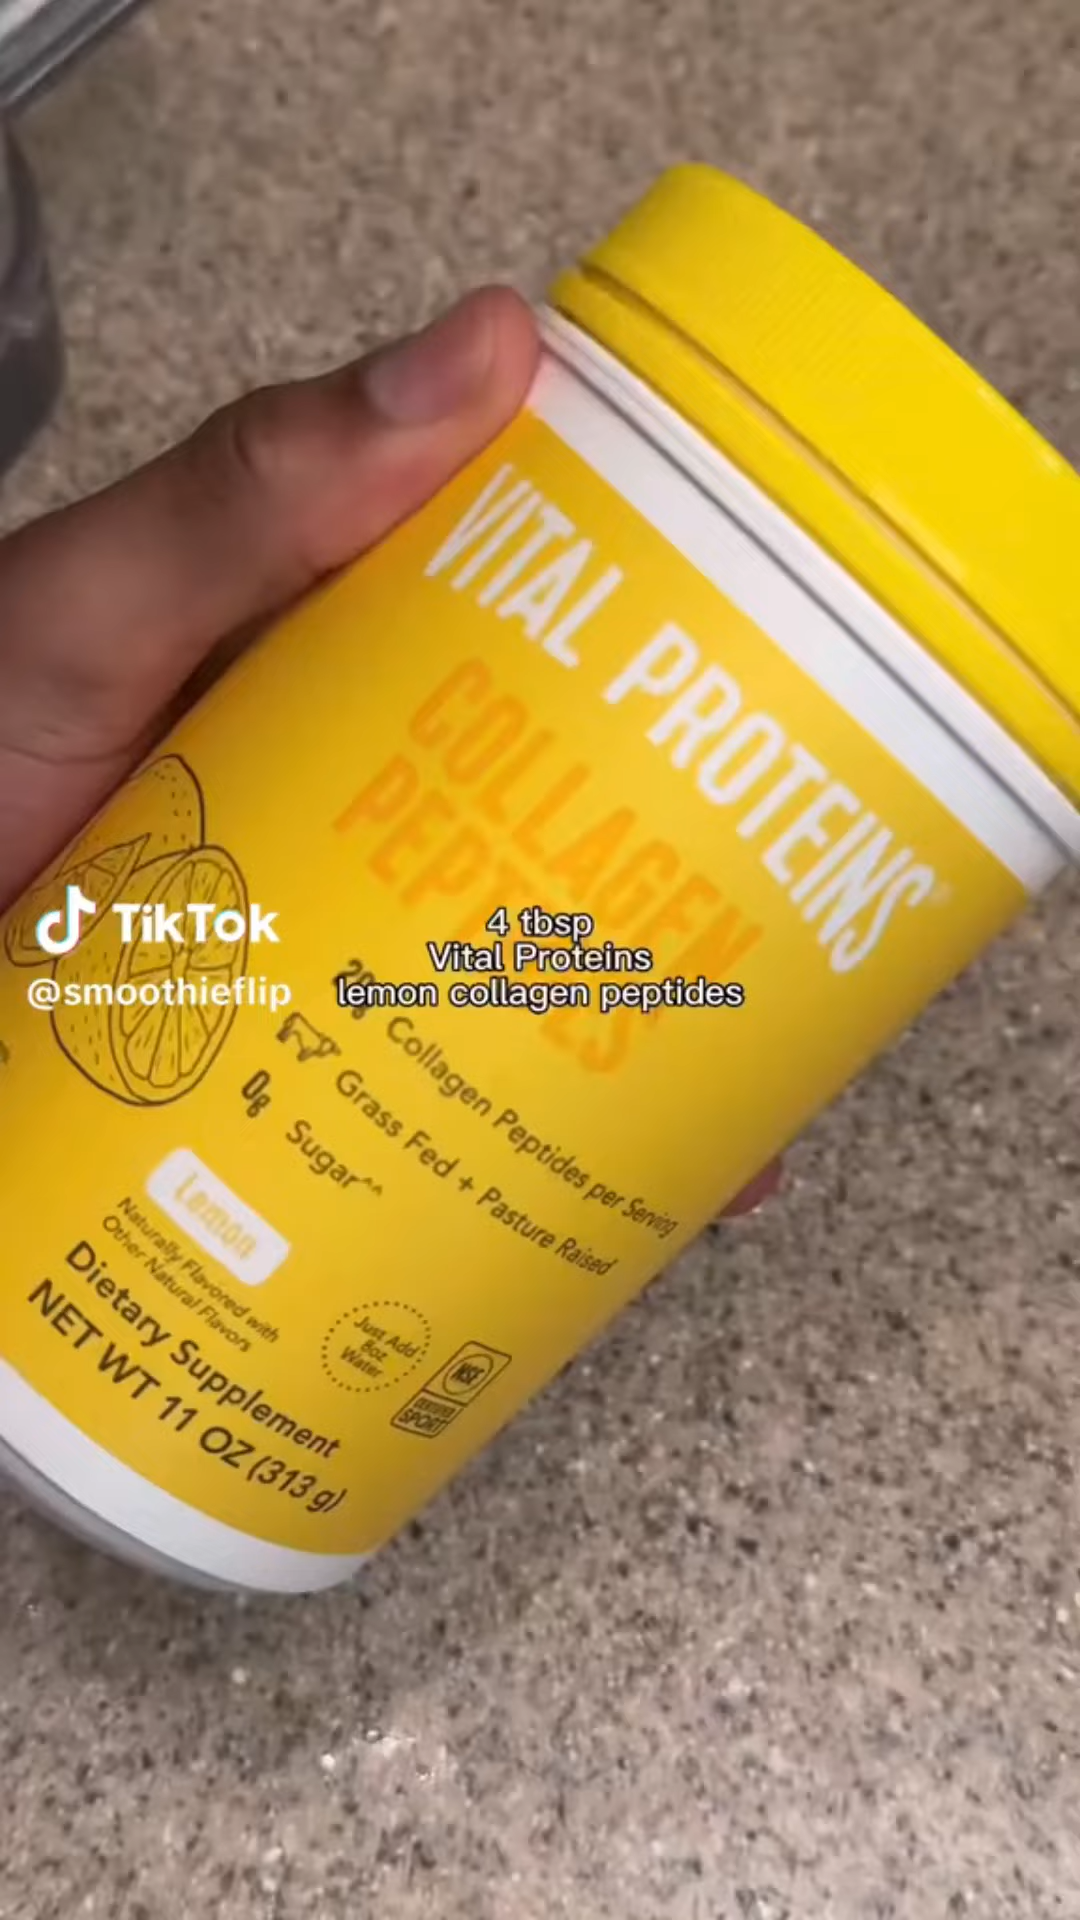 VITAL PROTEINS
COLLAGEN
PEPTIDES
TikTok
@smoothieflip
4 tbsp
Vital Proteins
lemon collagen peptides
Collagen Peptides per Serving
Grass Fed + Pasture Raised
0g Sugar^^
Lemon
Naturally Flavored with
Other Natural Flavors
Dietary Supplement
NET WT 11 OZ (313 g)
Just Add
8oz
Water
NSF
CERTIFIED
SPORT